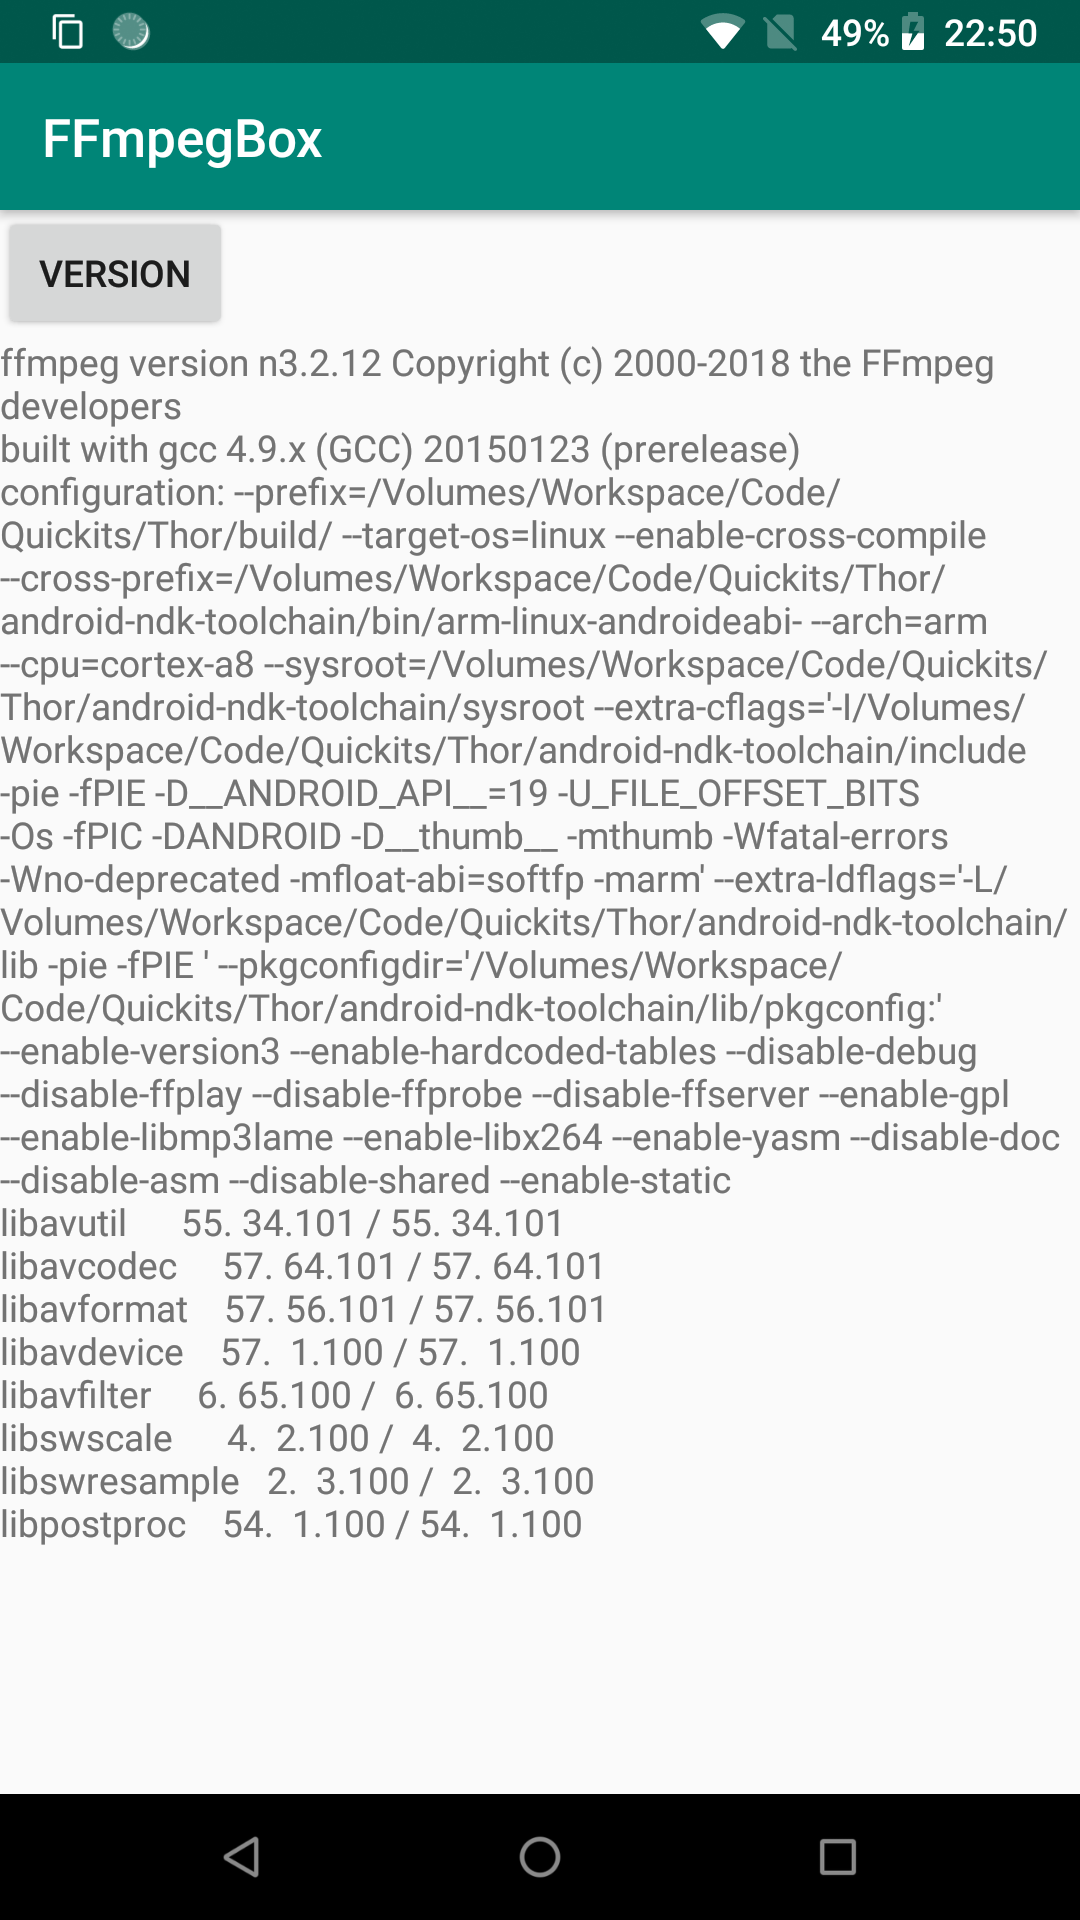 49% 22:50
FFmpegBox
VERSION
ffmpeg version n3.2.12 Copyright (c) 2000-2018 the FFmpeg
developers
built with gcc 4.9.x (GCC) 20150123 (prerelease)
configuration: --prefix=/Volumes/Workspace/Code/
Quickits/Thor/build/ --target-os=linux --enable-cross-compile
--cross-prefix=/Volumes/Workspace/Code/Quickits/Thor/
android-ndk-toolchain/bin/arm-linux-androideabi- --arch=arm
--cpu=cortex-a8 --sysroot=/Volumes/Workspace/Code/Quickits/
Thor/android-ndk-toolchain/sysroot --extra-cflags='-I/Volumes/
Workspace/Code/Quickits/Thor/android-ndk-toolchain/include
-pie -fPIE -D__ANDROID_API__=19 -U_FILE_OFFSET_BITS
-Os -fPIC -DANDROID -D__thumb__ -mthumb -Wfatal-errors
-Wno-deprecated -mfloat-abi=softfp -marm' --extra-ldflags='-L/
Volumes/Workspace/Code/Quickits/Thor/android-ndk-toolchain/
lib -pie -fPIE ' --pkgconfigdir='/Volumes/Workspace/
Code/Quickits/Thor/android-ndk-toolchain/lib/pkgconfig:'
--enable-version3 --enable-hardcoded-tables --disable-debug
--disable-ffplay --disable-ffprobe --disable-ffserver --enable-gpl
--enable-libmp3lame --enable-libx264 --enable-yasm --disable-doc
--disable-asm --disable-shared --enable-static
libavutil      55. 34.101 / 55. 34.101
libavcodec     57. 64.101 / 57. 64.101
libavformat    57. 56.101 / 57. 56.101
libavdevice    57.  1.100 / 57.  1.100
libavfilter     6. 65.100 /  6. 65.100
libswscale      4.  2.100 /  4.  2.100
libswresample   2.  3.100 /  2.  3.100
libpostproc    54.  1.100 / 54.  1.100